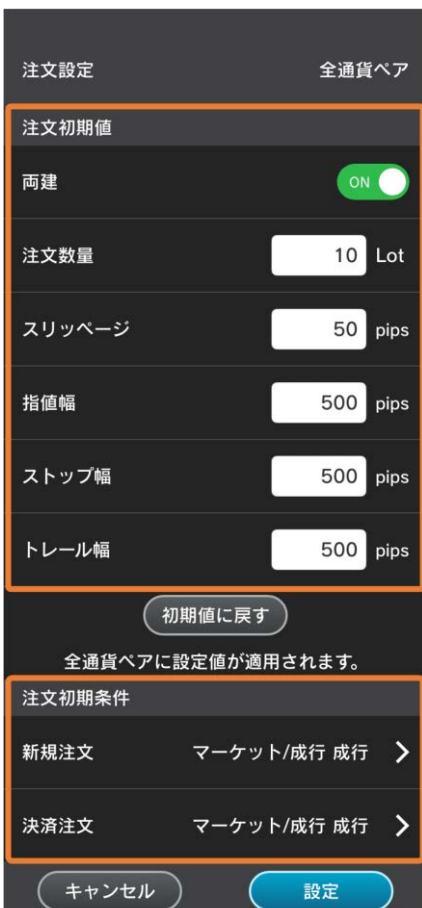 注文設定 全通貨ペア
注文初期値
両建 ON
注文数量 10 Lot
スリッページ 50 pips
指値幅 500 pips
ストップ幅 500 pips
トレール幅 500 pips
初期値に戻す
全通貨ペアに設定値が適用されます。
注文初期条件
新規注文 マーケット/成行 成行
決済注文 マーケット/成行 成行
キャンセル 設定